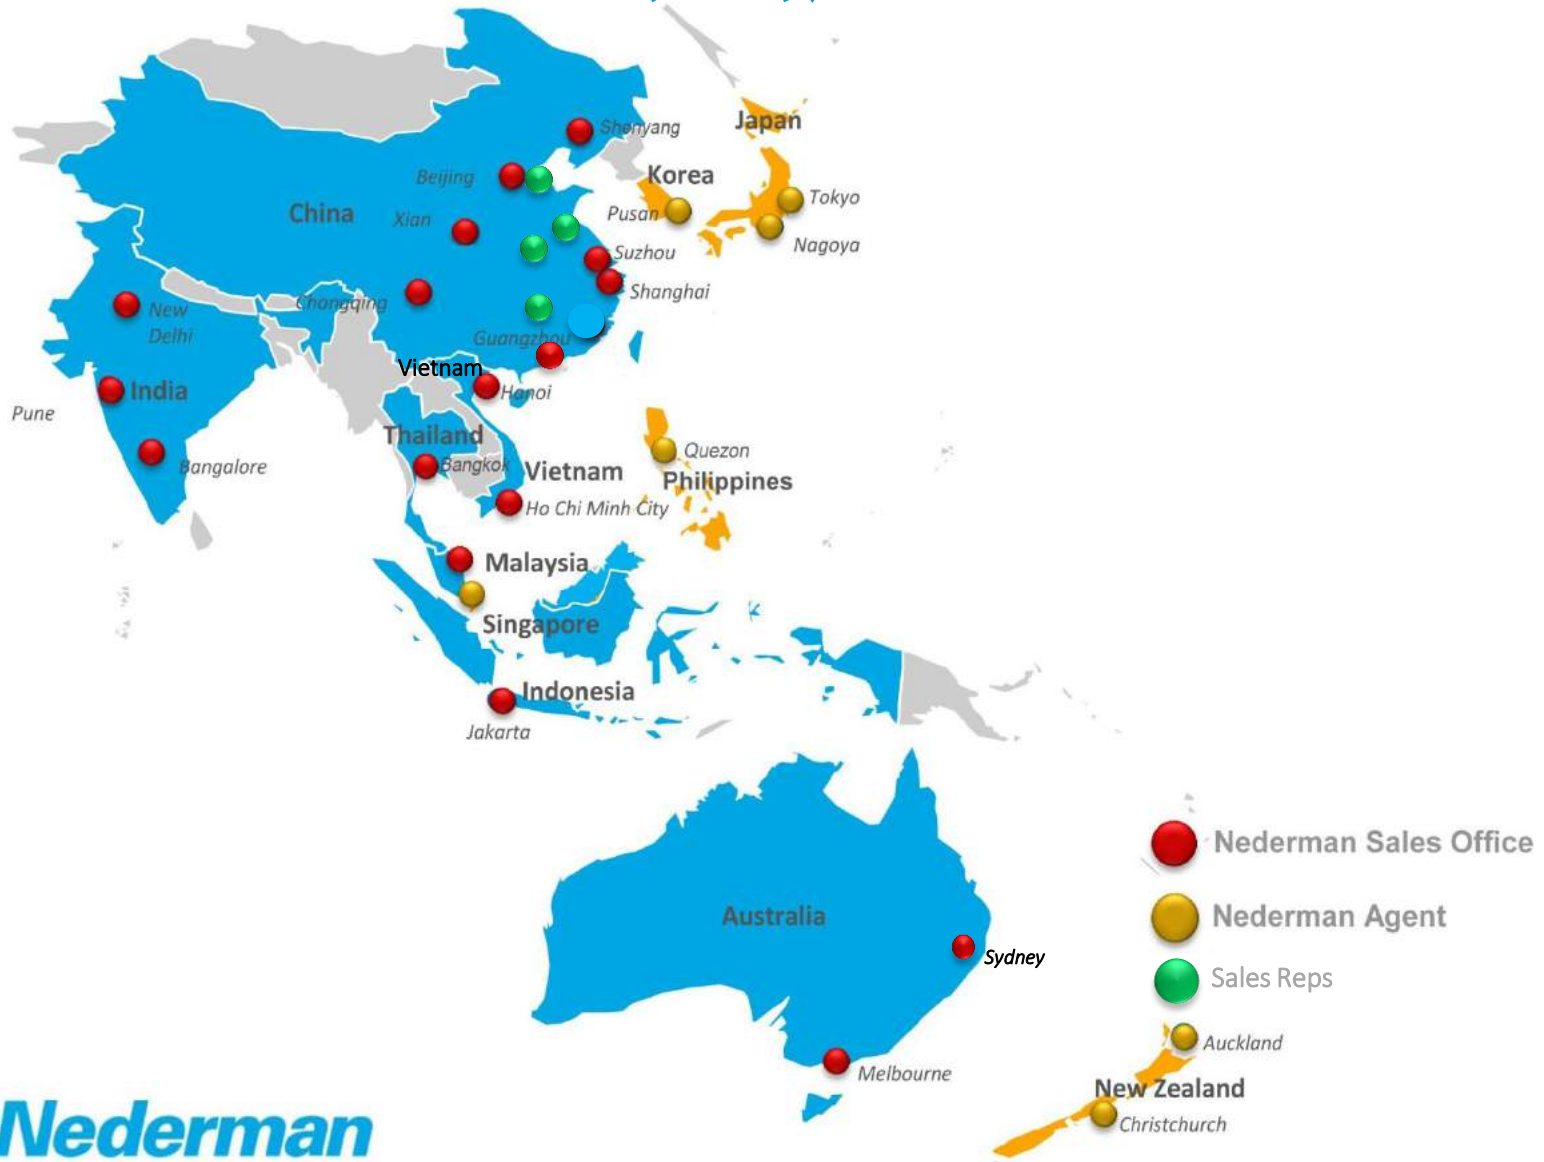 Shenyang
Japan
Beijing
Korea
Tokyo
China
Xian
Pusan
Nagoya
Suzhou
Shanghai
Chongqing
New
Delhi
Guangzhou
Vietnam
India
Hanoi
Pune
Thailand
Quezon
Bangalore
Bangkok
Vietnam
Philippines
Ho Chi Minh City
Malaysia
Singapore
Indonesia
Jakarta
Nederman Sales Office
Australia
Nederman Agent
Sydney
Sales Reps
Auckland
Melbourne
New Zealand
Christchurch
Nederman